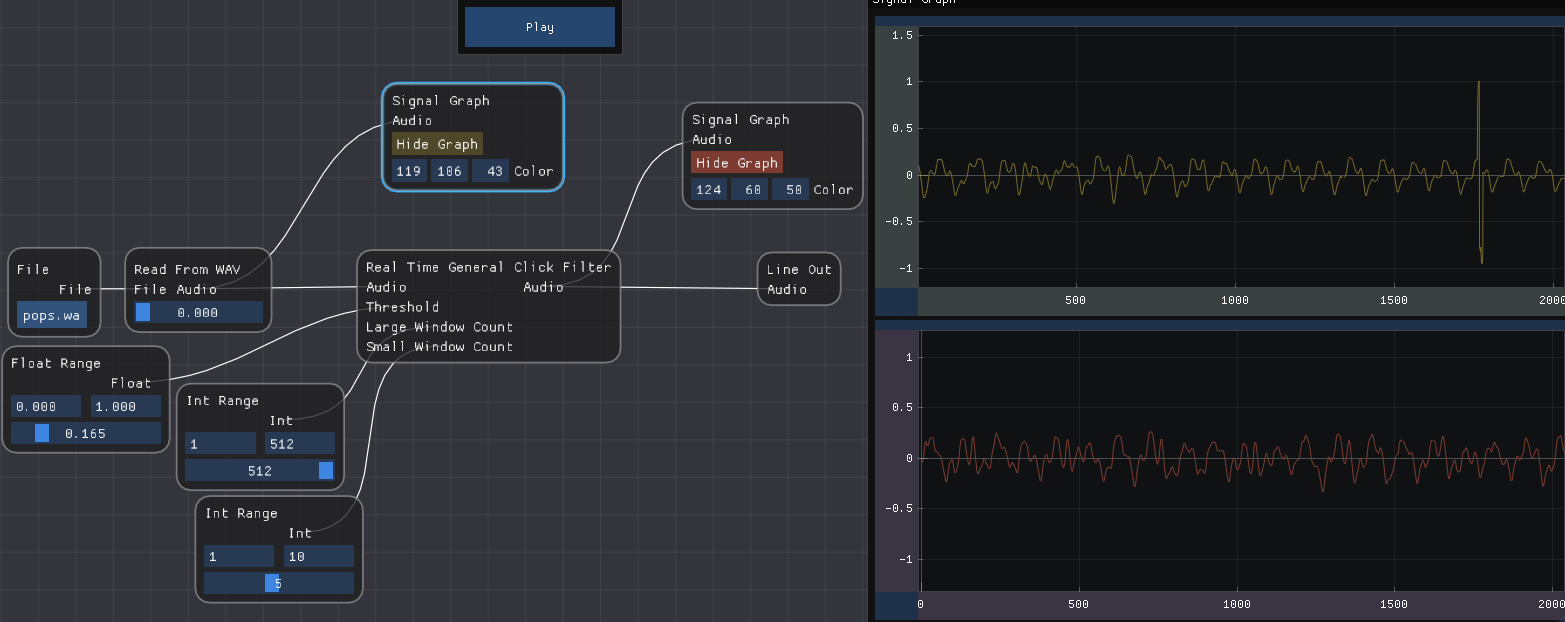 Play
Signal Graph
Audio
Hide Graph
119 106 43 Color
Signal Graph
Audio
Hide Graph
124 60 50 Color
File
File
pops.wa
Read From WAV
File Audio
0.000
Real Time General Click Filter
Audio Audio
Threshold
Large Window Count
Small Window Count
Line Out
Audio
Float Range
Float
0.000 1.000
0.165
Int Range
Int
1 512
512
Int Range
Int
1 10
5
Signal Graph
1.5
1
0.5
0
-0.5
-1
500 1000 1500 2000
1
0.5
0
-0.5
-1
0 500 1000 1500 2000